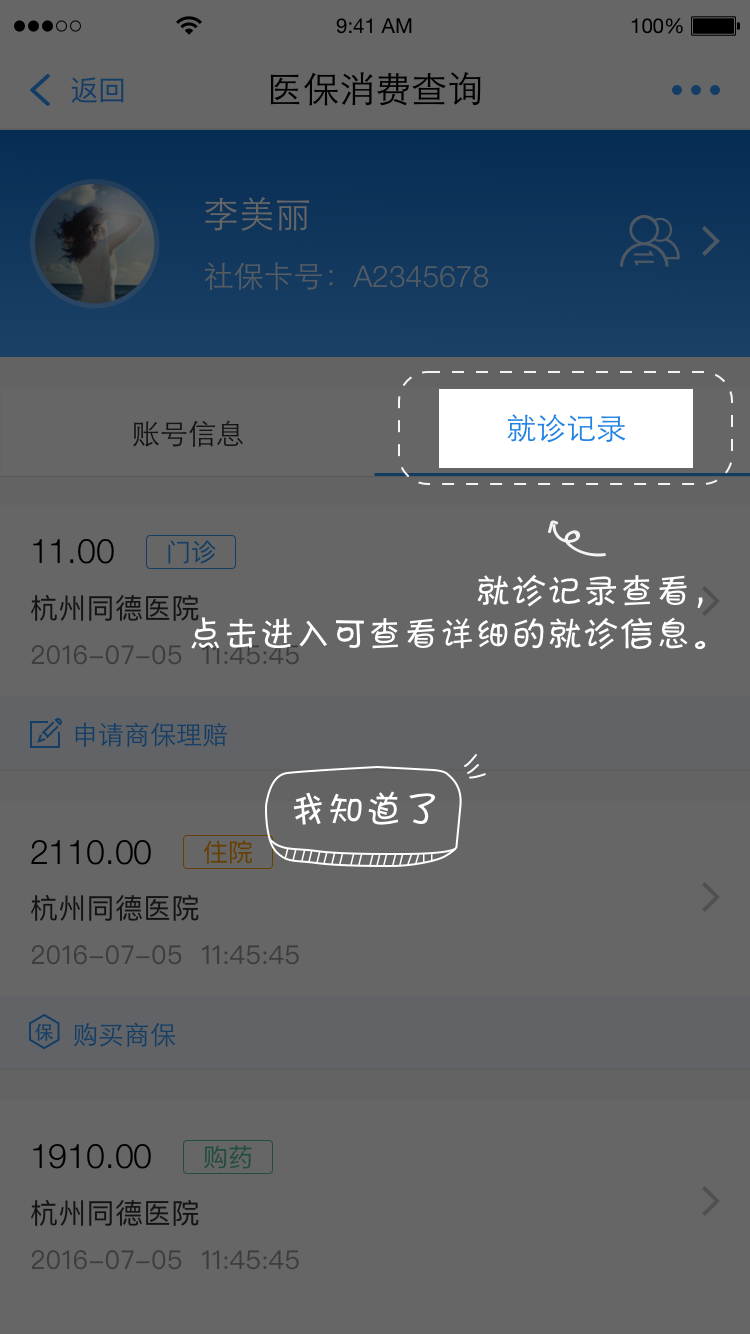 9:41 AM 100%
返回 医保消费查询
李美丽
社保卡号：A2345678
账号信息 就诊记录
11.00 门诊
就诊记录查看，
杭州同德医院
点击进入可查看详细的就诊信息。
2016-07-05 11:45:45
申请商保理赔
我知道了
2110.00 住院
杭州同德医院
2016-07-05 11:45:45
保 购买商保
1910.00 购药
杭州同德医院
2016-07-05 11:45:45